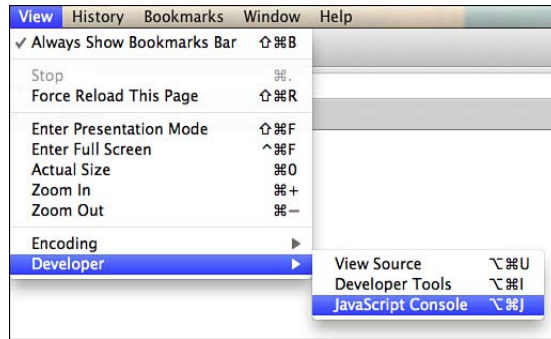 View History Bookmarks Window Help
✓ Always Show Bookmarks Bar ⇧⌘B
Stop ⌘.
Force Reload This Page ⇧⌘R
Enter Presentation Mode ⇧⌘F
Enter Full Screen ^⌘F
Actual Size ⌘0
Zoom In ⌘+
Zoom Out ⌘−
Encoding ▶
Developer ▶
View Source ⌥⌘U
Developer Tools ⌥⌘I
JavaScript Console ⌥⌘J